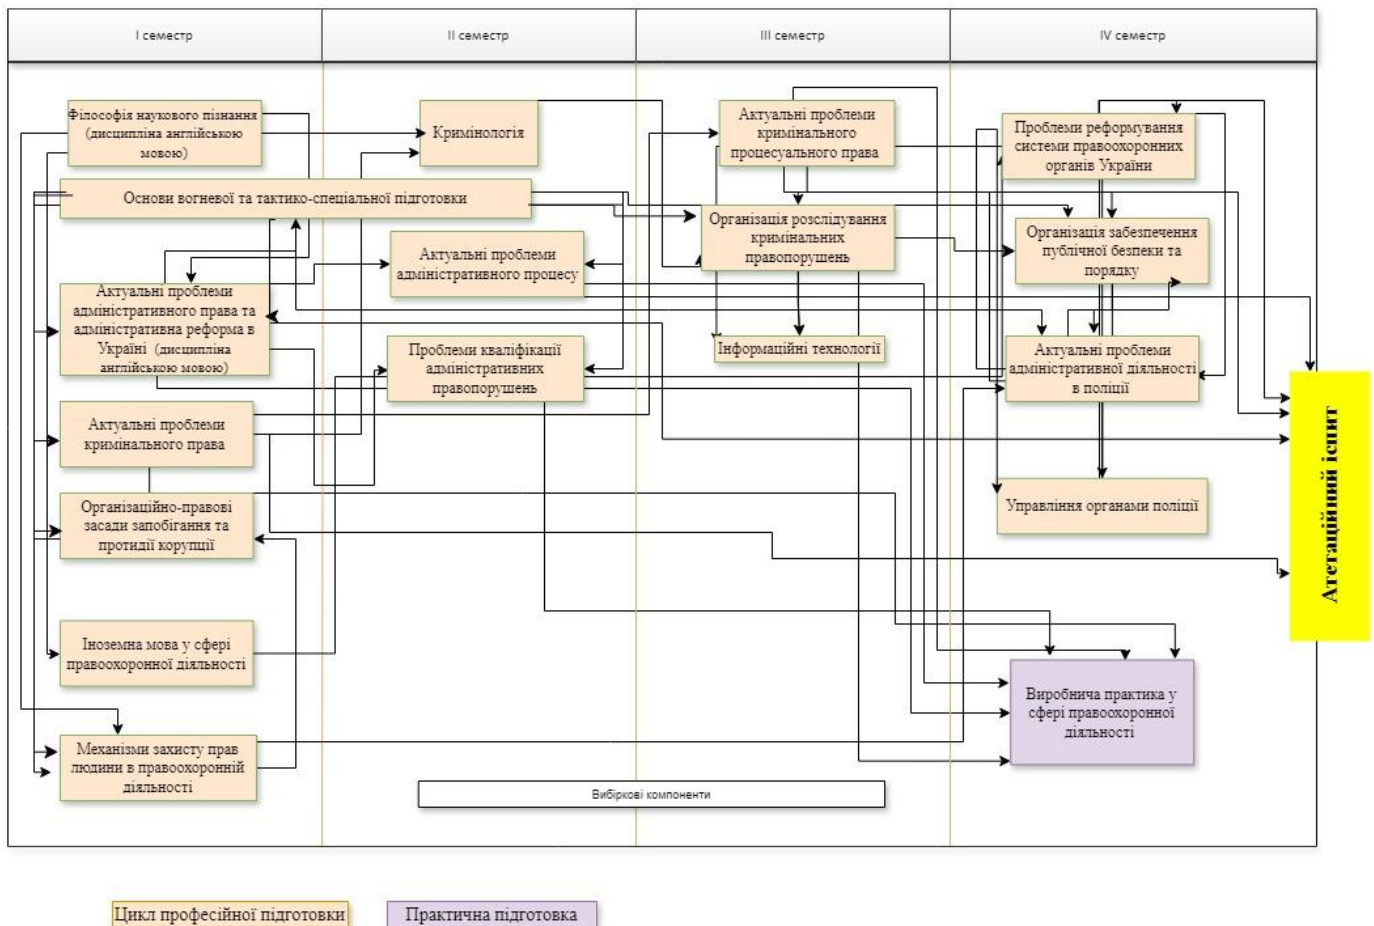 І семестр
ІІ семестр
ІІІ семестр
IV семестр
Філософія наукового пізнання
(дисципліна англійською
мовою)
Основи вогневої та тактико-спеціальної підготовки
Актуальні проблеми
адміністративного права та
адміністративна реформа в
Україні (дисципліна
англійською мовою)
Актуальні проблеми
кримінального права
Організаційно-правові
засади запобігання та
протидії корупції
Іноземна мова у сфері
правоохоронної діяльності
Механізми захисту прав
людини в правоохоронній
діяльності
Кримінологія
Актуальні проблеми
адміністративного процесу
Проблеми кваліфікації
адміністративних
правопорушень
Актуальні проблеми
кримінального
процесуального права
Організація розслідування
кримінальних
правопорушень
Інформаційні технології
Проблеми реформування
системи правоохоронних
органів України
Організація забезпечення
публічної безпеки та
порядку
Актуальні проблеми
адміністративної діяльності
в поліції
Управління органами поліції
Виробнича практика у
сфері правоохоронної
діяльності
Атетаційний іспит
Вибіркові компоненти
Цикл професійної підготовки
Практична підготовка